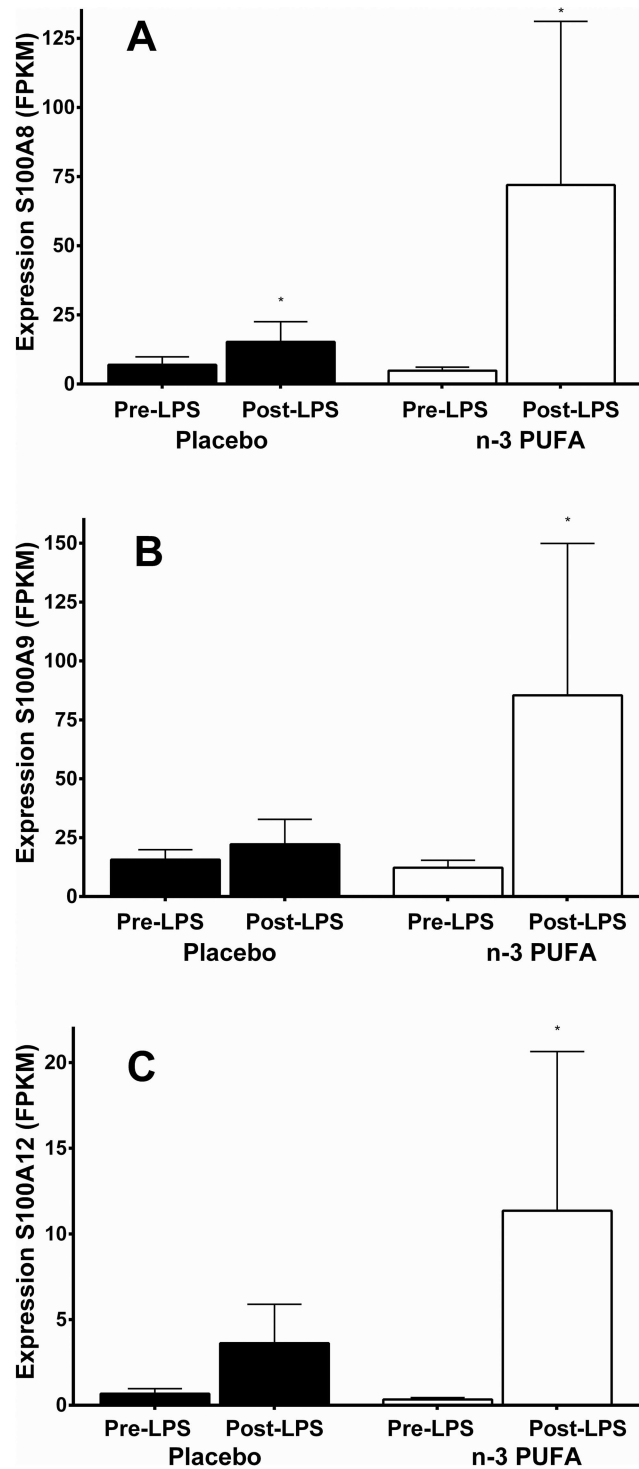 A
Expression S100A8 (FPKM)
125
100
75
50
25
0
*
*
Pre-LPS Post-LPS Pre-LPS Post-LPS
Placebo n-3 PUFA
B
Expression S100A9 (FPKM)
150
125
100
75
50
25
0
*
Pre-LPS Post-LPS Pre-LPS Post-LPS
Placebo n-3 PUFA
C
Expression S100A12 (FPKM)
20
15
10
5
0
*
Pre-LPS Post-LPS Pre-LPS Post-LPS
Placebo n-3 PUFA